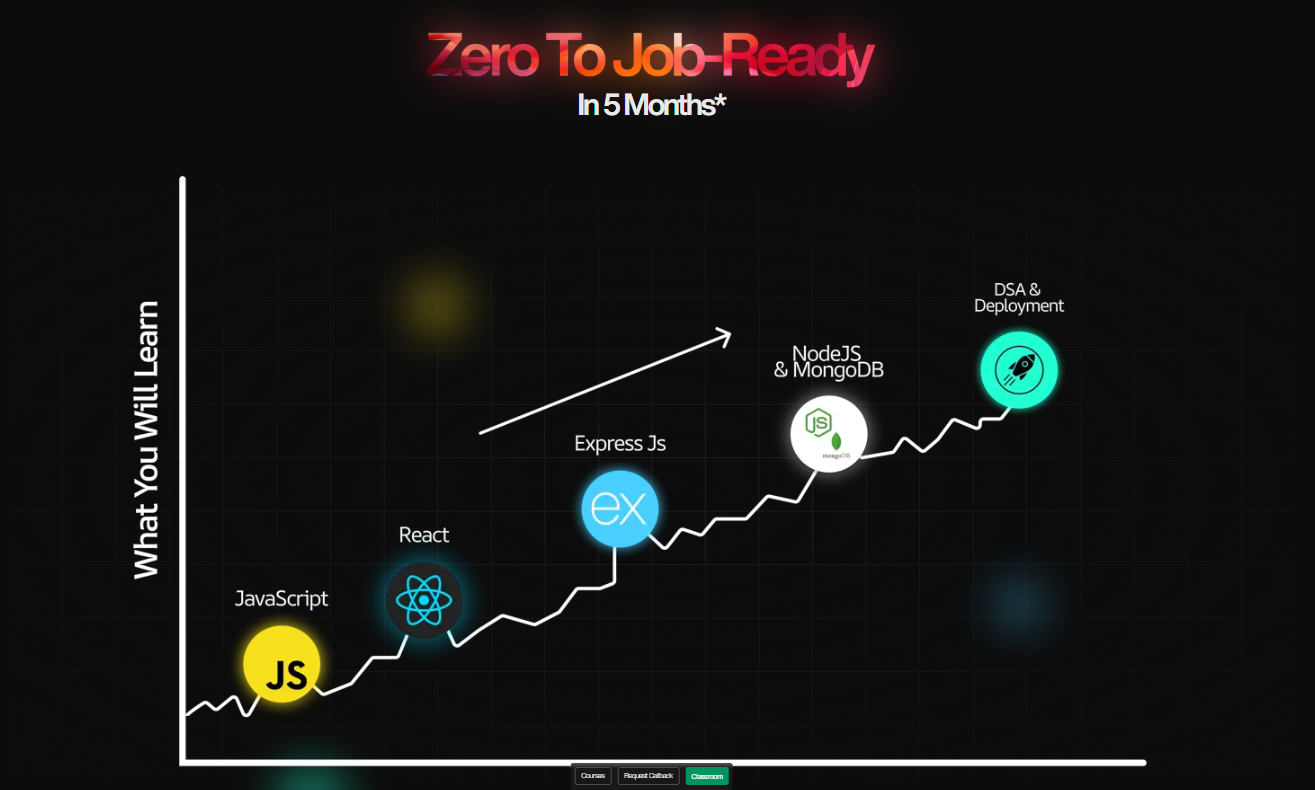 Zero To Job-Ready
In 5 Months*
What You Will Learn
DSA &
Deployment
NodeJS
& MongoDB
JS
mongoDB
Express Js
ex
React
JavaScript
JS
Courses
Request Callback
Classroom